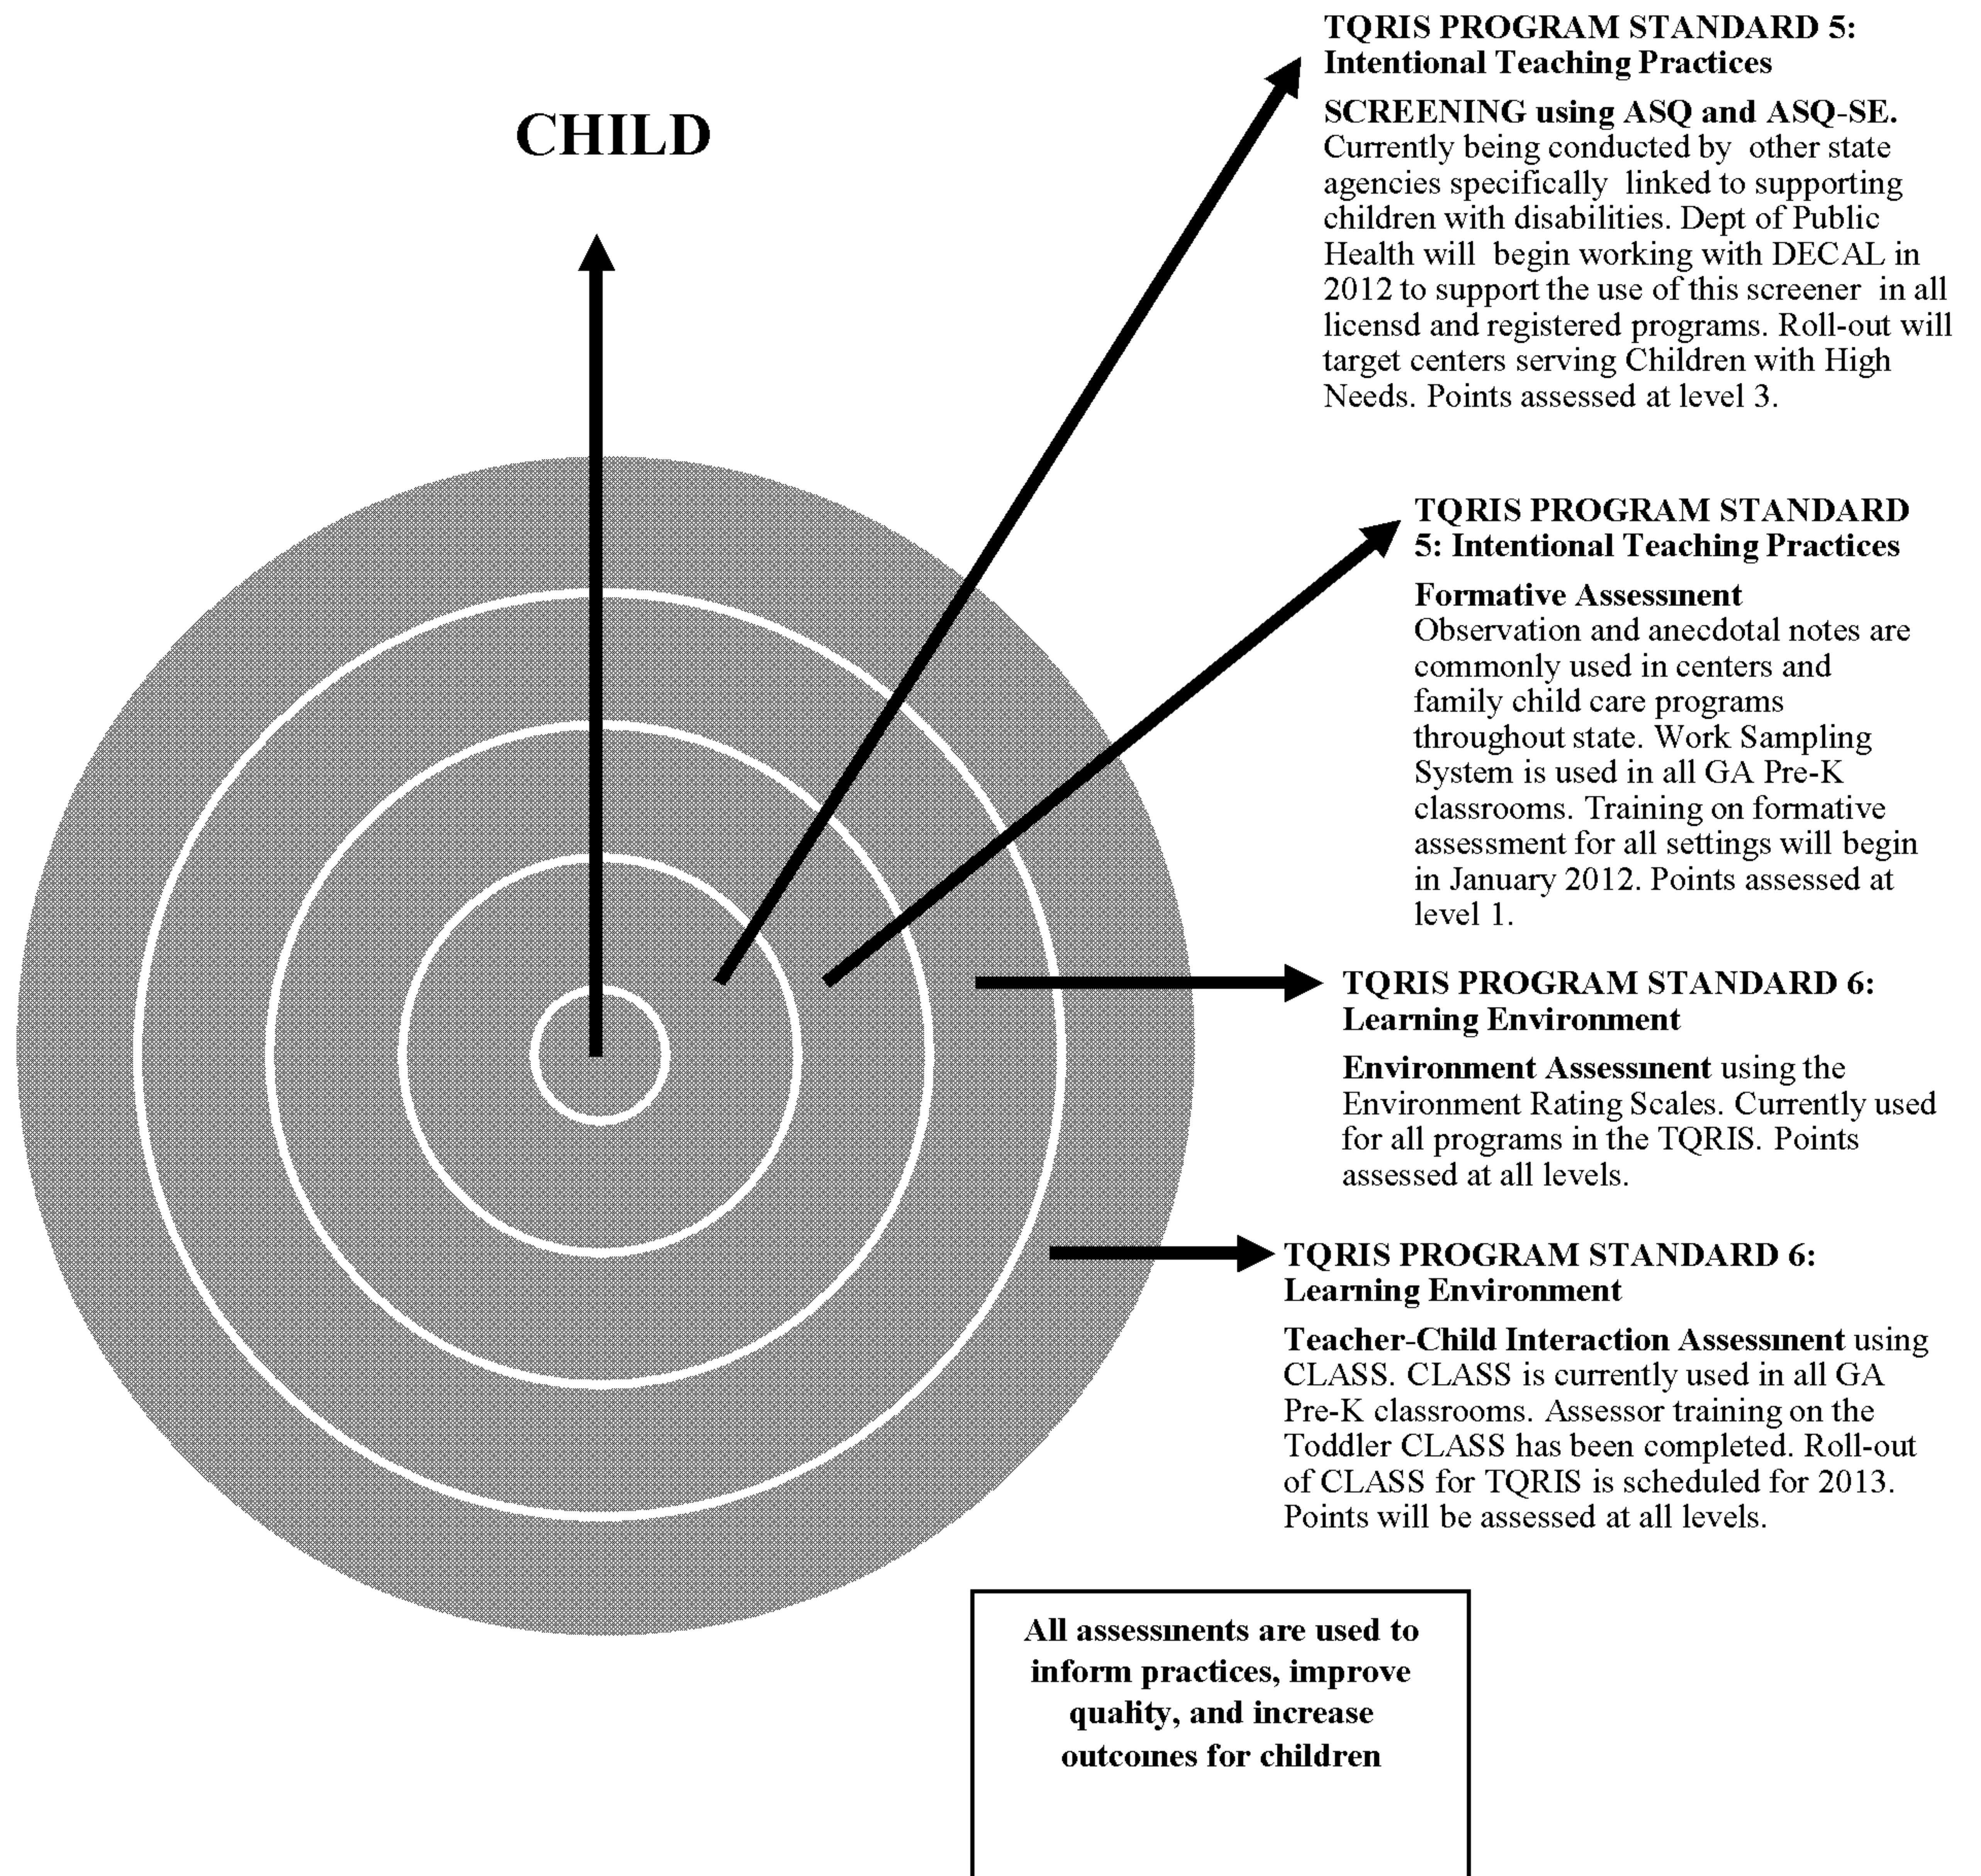 CHILD
TQRIS PROGRAM STANDARD 5:
Intentional Teaching Practices
SCREENING using ASQ and ASQ-SE.
Currently being conducted by other state
agencies specifically linked to supporting
children with disabilities. Dept of Public
Health will begin working with DECAL in
2012 to support the use of this screener in all
licensd and registered programs. Roll-out will
target centers serving Children with High
Needs. Points assessed at level 3.
TQRIS PROGRAM STANDARD
5: Intentional Teaching Practices
Formative Assessment
Observation and anecdotal notes are
commonly used in centers and
family child care programs
throughout state. Work Sampling
System is used in all GA Pre-K
classrooms. Training on formative
assessment for all settings will begin
in January 2012. Points assessed at
level 1.
TQRIS PROGRAM STANDARD 6:
Learning Environment
Environment Assessment using the
Environment Rating Scales. Currently used
for all programs in the TQRIS. Points
assessed at all levels.
TQRIS PROGRAM STANDARD 6:
Learning Environment
Teacher-Child Interaction Assessment using
CLASS. CLASS is currently used in all GA
Pre-K classrooms. Assessor training on the
Toddler CLASS has been completed. Roll-out
of CLASS for TQRIS is scheduled for 2013.
Points will be assessed at all levels.
All assessments are used to
inform practices, improve
quality, and increase
outcomes for children